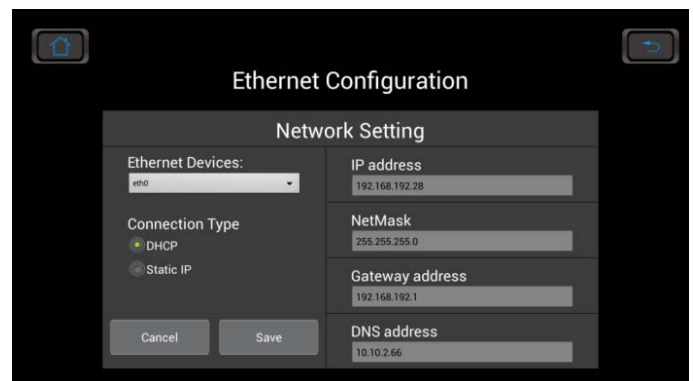 Ethernet Configuration
Network Setting
Ethernet Devices:
eth0
Connection Type
DHCP
Static IP
Cancel
Save
IP address
192.168.192.28
NetMask
255.255.255.0
Gateway address
192.168.192.1
DNS address
10.10.2.66